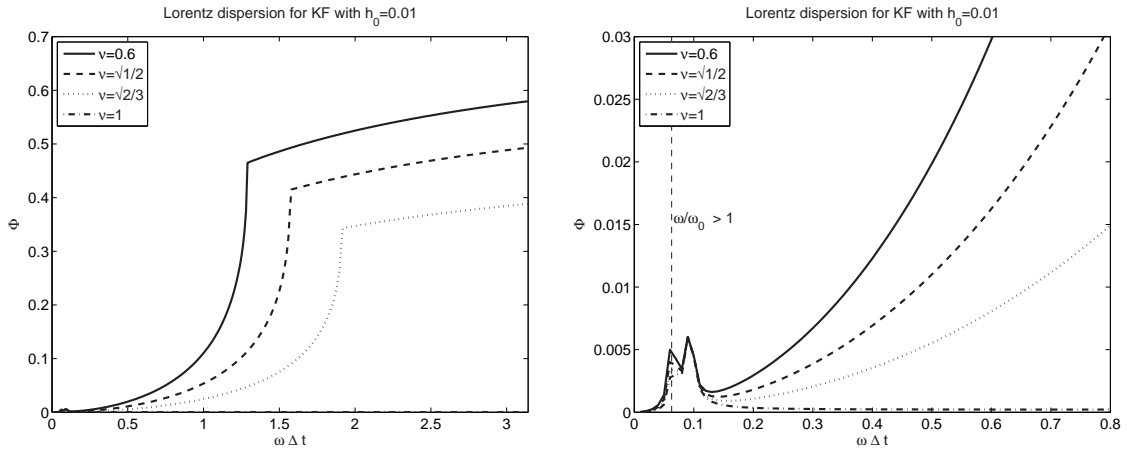 Lorentz dispersion for KF with h₀=0.01
0.7
0.6
0.5
0.4
0.3
0.2
0.1
0
Φ
ν=0.6
ν=√1/2
ν=√2/3
ν=1
0 0.5 1 1.5 2 2.5 3
ω Δ t
Lorentz dispersion for KF with h₀=0.01
0.03
0.025
0.02
0.015
0.01
0.005
0
Φ
ν=0.6
ν=√1/2
ν=√2/3
ν=1
ω/ω₀ > 1
0 0.1 0.2 0.3 0.4 0.5 0.6 0.7 0.8
ω Δ t